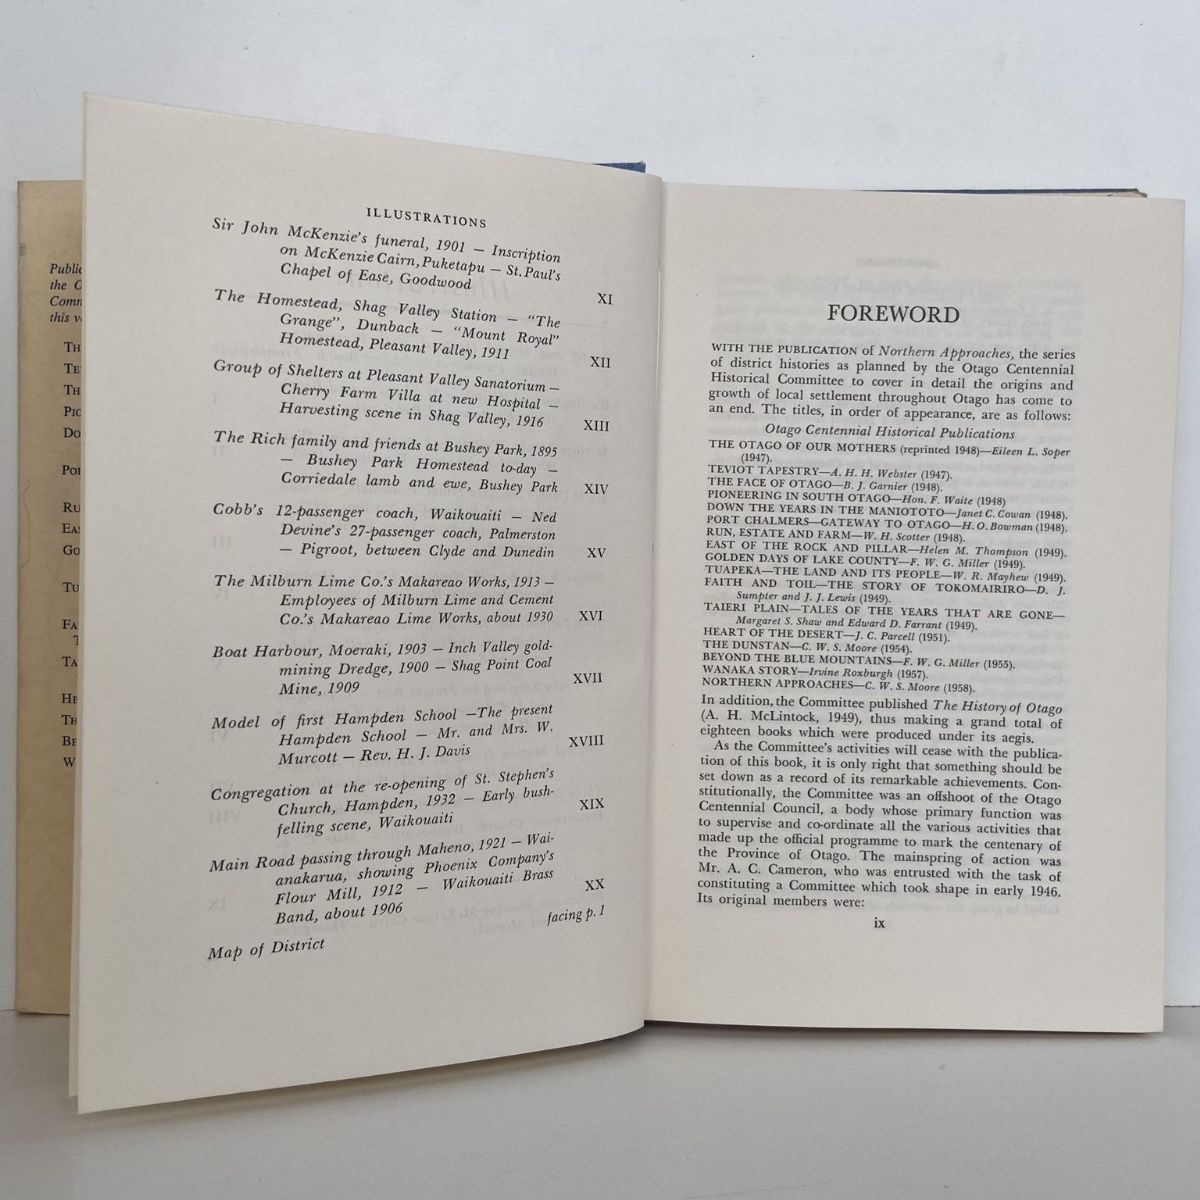 Public
the O
Comm
this v
TH
TE
TH
PIO
DO
POR
RU
EAS
GO
TU
FA
T
TA
HE
TH
BE
W
ILLUSTRATIONS
Sir John McKenzie's funeral, 1901 — Inscription
on McKenzie Cairn, Puketapu — St. Paul's
Chapel of Ease, Goodwood
XI
The Homestead, Shag Valley Station — "The
Grange", Dunback — "Mount Royal"
Homestead, Pleasant Valley, 1911
XII
Group of Shelters at Pleasant Valley Sanatorium —
Cherry Farm Villa at new Hospital —
Harvesting scene in Shag Valley, 1916
XIII
The Rich family and friends at Bushey Park, 1895
— Bushey Park Homestead to-day —
Corriedale lamb and ewe, Bushey Park XIV
Cobb's 12-passenger coach, Waikouaiti — Ned
Devine's 27-passenger coach, Palmerston
— Pigroot, between Clyde and Dunedin XV
The Milburn Lime Co.'s Makareao Works, 1913 —
Employees of Milburn Lime and Cement
Co.'s Makareao Lime Works, about 1930 XVI
Boat Harbour, Moeraki, 1903 — Inch Valley gold-
mining Dredge, 1900 — Shag Point Coal
Mine, 1909 XVII
Model of first Hampden School —The present
Hampden School — Mr. and Mrs. W.
Murcott — Rev. H. J. Davis XVIII
Congregation at the re-opening of St. Stephen's
Church, Hampden, 1932 — Early bush-
felling scene, Waikouaiti XIX
Main Road passing through Maheno, 1921 — Wai-
anakarua, showing Phoenix Company's
Flour Mill, 1912 — Waikouaiti Brass
Band, about 1906 XX
Map of District facing p. 1
FOREWORD
WITH THE PUBLICATION of Northern Approaches, the series
of district histories as planned by the Otago Centennial
Historical Committee to cover in detail the origins and
growth of local settlement throughout Otago has come to
an end. The titles, in order of appearance, are as follows:
Otago Centennial Historical Publications
THE OTAGO OF OUR MOTHERS (reprinted 1948)—Eileen L. Soper
(1947).
TEVIOT TAPESTRY—A. H. H. Webster (1947).
THE FACE OF OTAGO—B. J. Garnier (1948).
PIONEERING IN SOUTH OTAGO—Hon. F. Waite (1948)
DOWN THE YEARS IN THE MANIOTOTO—Janet C. Cowan (1948).
PORT CHALMERS—GATEWAY TO OTAGO—H. O. Bowman (1948).
RUN, ESTATE AND FARM—W. H. Scotter (1948).
EAST OF THE ROCK AND PILLAR—Helen M. Thompson (1949).
GOLDEN DAYS OF LAKE COUNTY—F. W. G. Miller (1949).
TUAPEKA—THE LAND AND ITS PEOPLE—W. R. Mayhew (1949).
FAITH AND TOIL—THE STORY OF TOKOMAIRIRO—D. J.
Sumpter and J. J. Lewis (1949).
TAIERI PLAIN—TALES OF THE YEARS THAT ARE GONE—
Margaret S. Shaw and Edward D. Farrant (1949).
HEART OF THE DESERT—J. C. Parcell (1951).
THE DUNSTAN—C. W. S. Moore (1954).
BEYOND THE BLUE MOUNTAINS—F. W. G. Miller (1955).
WANAKA STORY—Irvine Roxburgh (1957).
NORTHERN APPROACHES—C. W. S. Moore (1958).
In addition, the Committee published The History of Otago
(A. H. McLintock, 1949), thus making a grand total of
eighteen books which were produced under its aegis.
As the Committee's activities will cease with the publica-
tion of this book, it is only right that something should be
set down as a record of its remarkable achievements. Con-
stitutionally, the Committee was an offshoot of the Otago
Centennial Council, a body whose primary function was
to supervise and co-ordinate all the various activities that
made up the official programme to mark the centenary of
the Province of Otago. The mainspring of action was
Mr. A. C. Cameron, who was entrusted with the task of
constituting a Committee which took shape in early 1946.
Its original members were:
ix